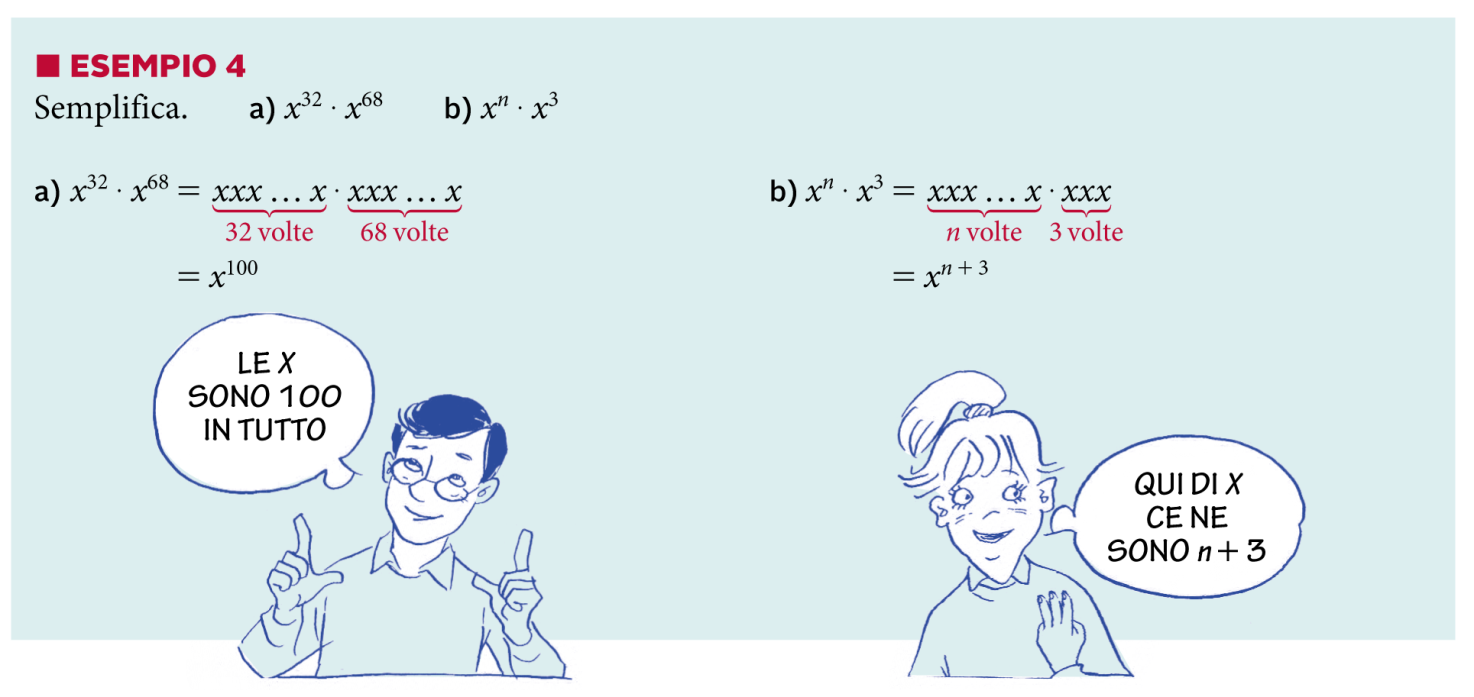 ■ ESEMPIO 4
Semplifica. a) x³² · x⁶⁸ b) xⁿ · x³
a) x³² · x⁶⁸ = xxx … x · xxx … x
32 volte 68 volte
= x¹⁰⁰
b) xⁿ · x³ = xxx … x · xxx
n volte 3 volte
= xⁿ ⁺ ³
LE X
SONO 100
IN TUTTO
QUI DI X
CE NE
SONO n + 3